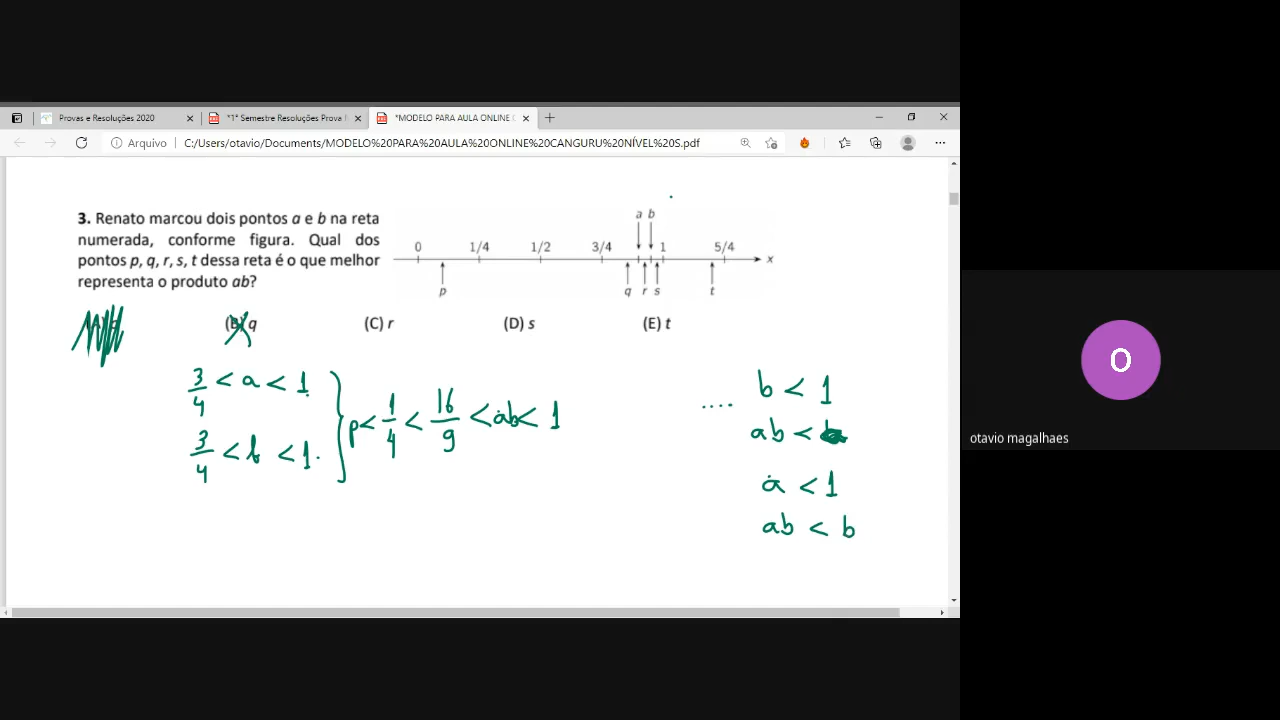 Provas e Resoluções 2020
*1° Semestre Resoluções Prova
*MODELO PARA AULA ONLINE C
Arquivo
C:/Users/otavio/Documents/MODELO%20PARA%20AULA%20ONLINE%20CANGURU%20NÍVEL%20S.pdf
3. Renato marcou dois pontos a e b na reta
numerada, conforme figura. Qual dos
pontos p, q, r, s, t dessa reta é o que melhor
representa o produto ab?
a b
0 1/4 1/2 3/4 1 5/4 x
p q r s t
(B) q (C) r (D) s (E) t
3/4 < a < 1
3/4 < b < 1
p < 1/4 < 16/9 < ab < 1
.... b < 1
ab <
a < 1
ab < b
O
otavio magalhaes